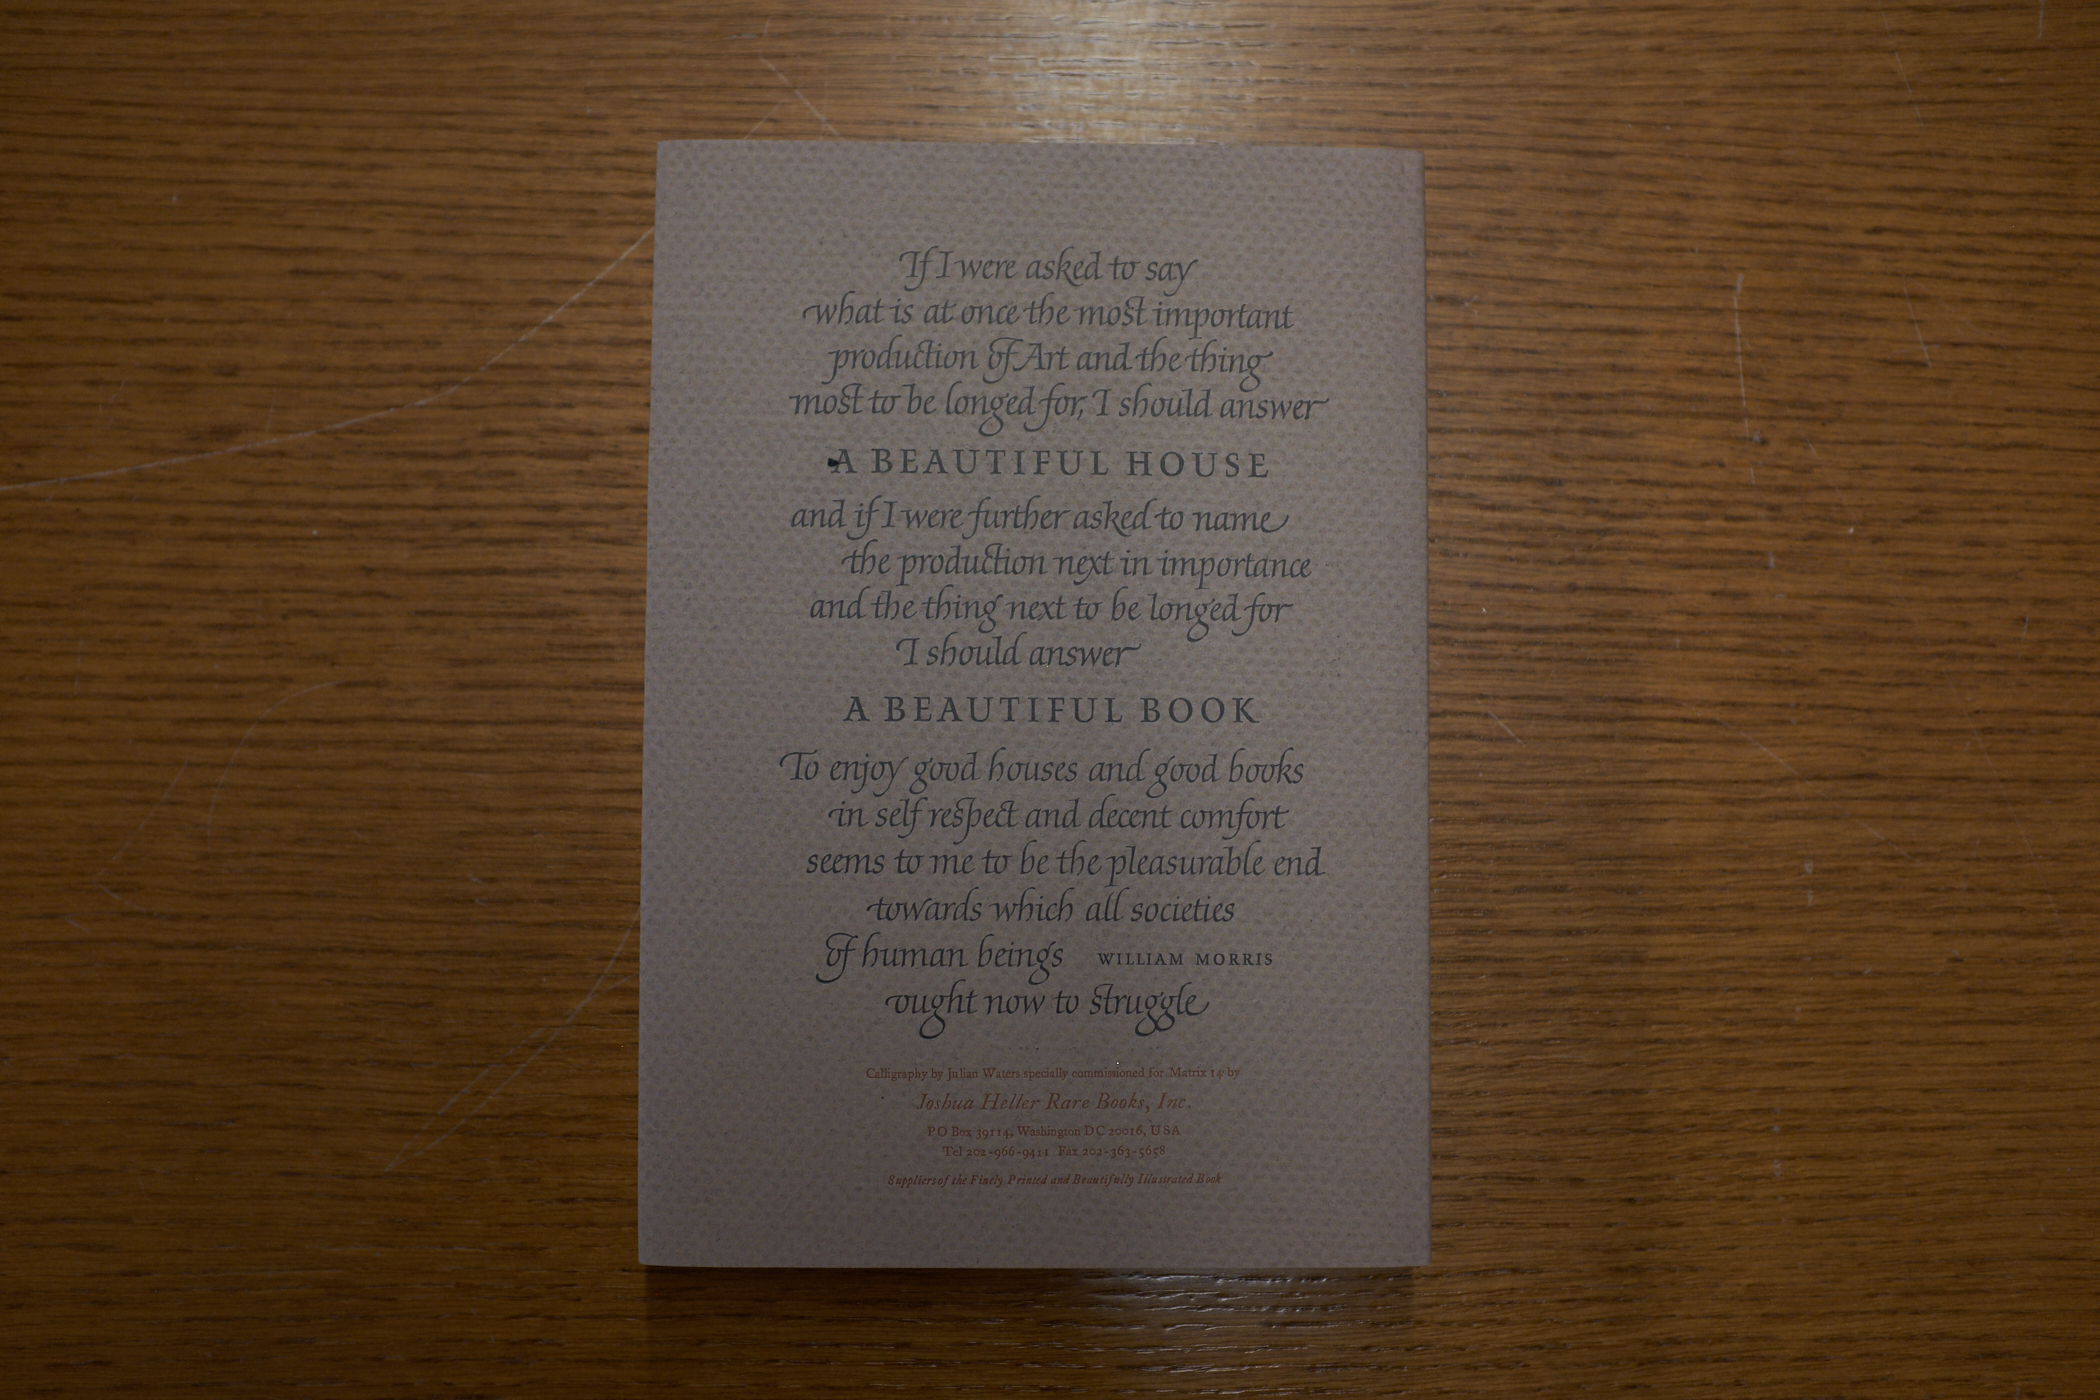 If I were asked to say
what is at once the most important
production of Art and the thing
most to be longed for, I should answer
A BEAUTIFUL HOUSE
and if I were further asked to name
the production next in importance
and the thing next to be longed for
I should answer
A BEAUTIFUL BOOK
To enjoy good houses and good books
in self respect and decent comfort
seems to me to be the pleasurable end
towards which all societies
of human beings WILLIAM MORRIS
ought now to struggle
Calligraphy by Julian Waters specially commissioned for Matrix 14 by
Joshua Heller Rare Books, Inc.
PO Box 39114, Washington DC 20016, USA
Tel 202-966-9411 Fax 202-363-5658
Suppliers of the Finely Printed and Beautifully Illustrated Book